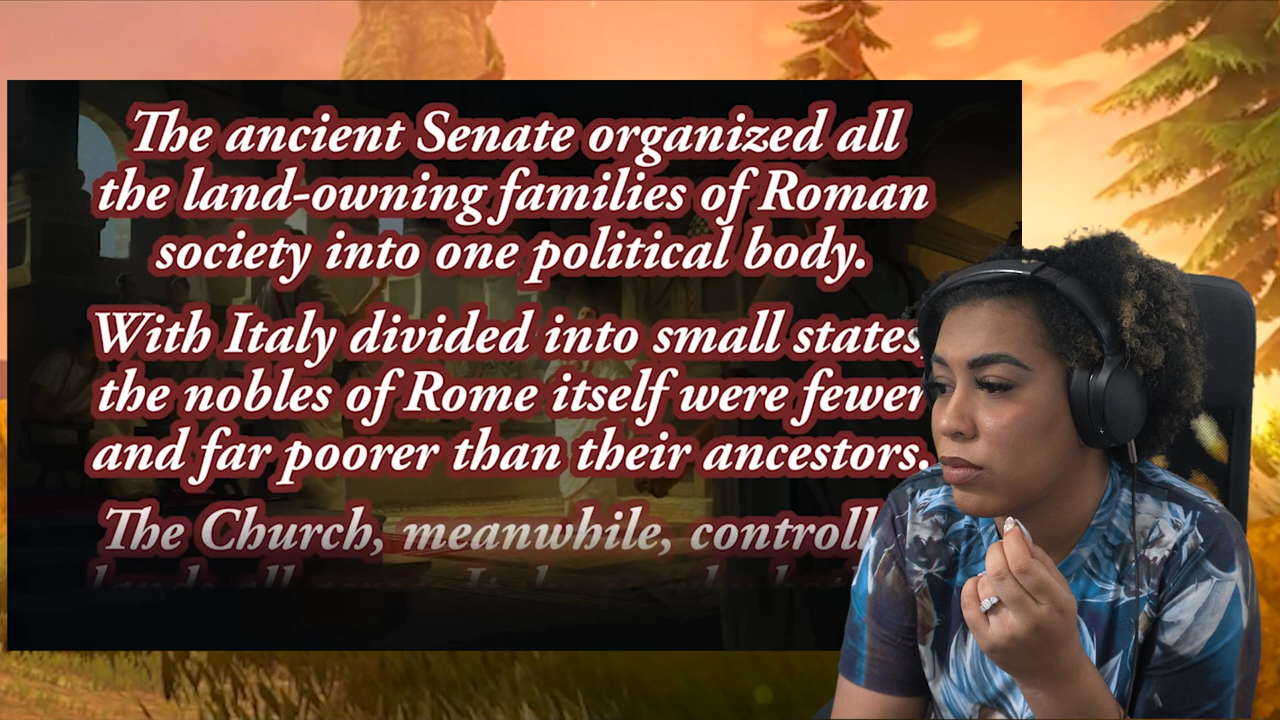 The ancient Senate organized all
the land-owning families of Roman
society into one political body.
With Italy divided into small states,
the nobles of Rome itself were fewer
and far poorer than their ancestors.
The Church, meanwhile,